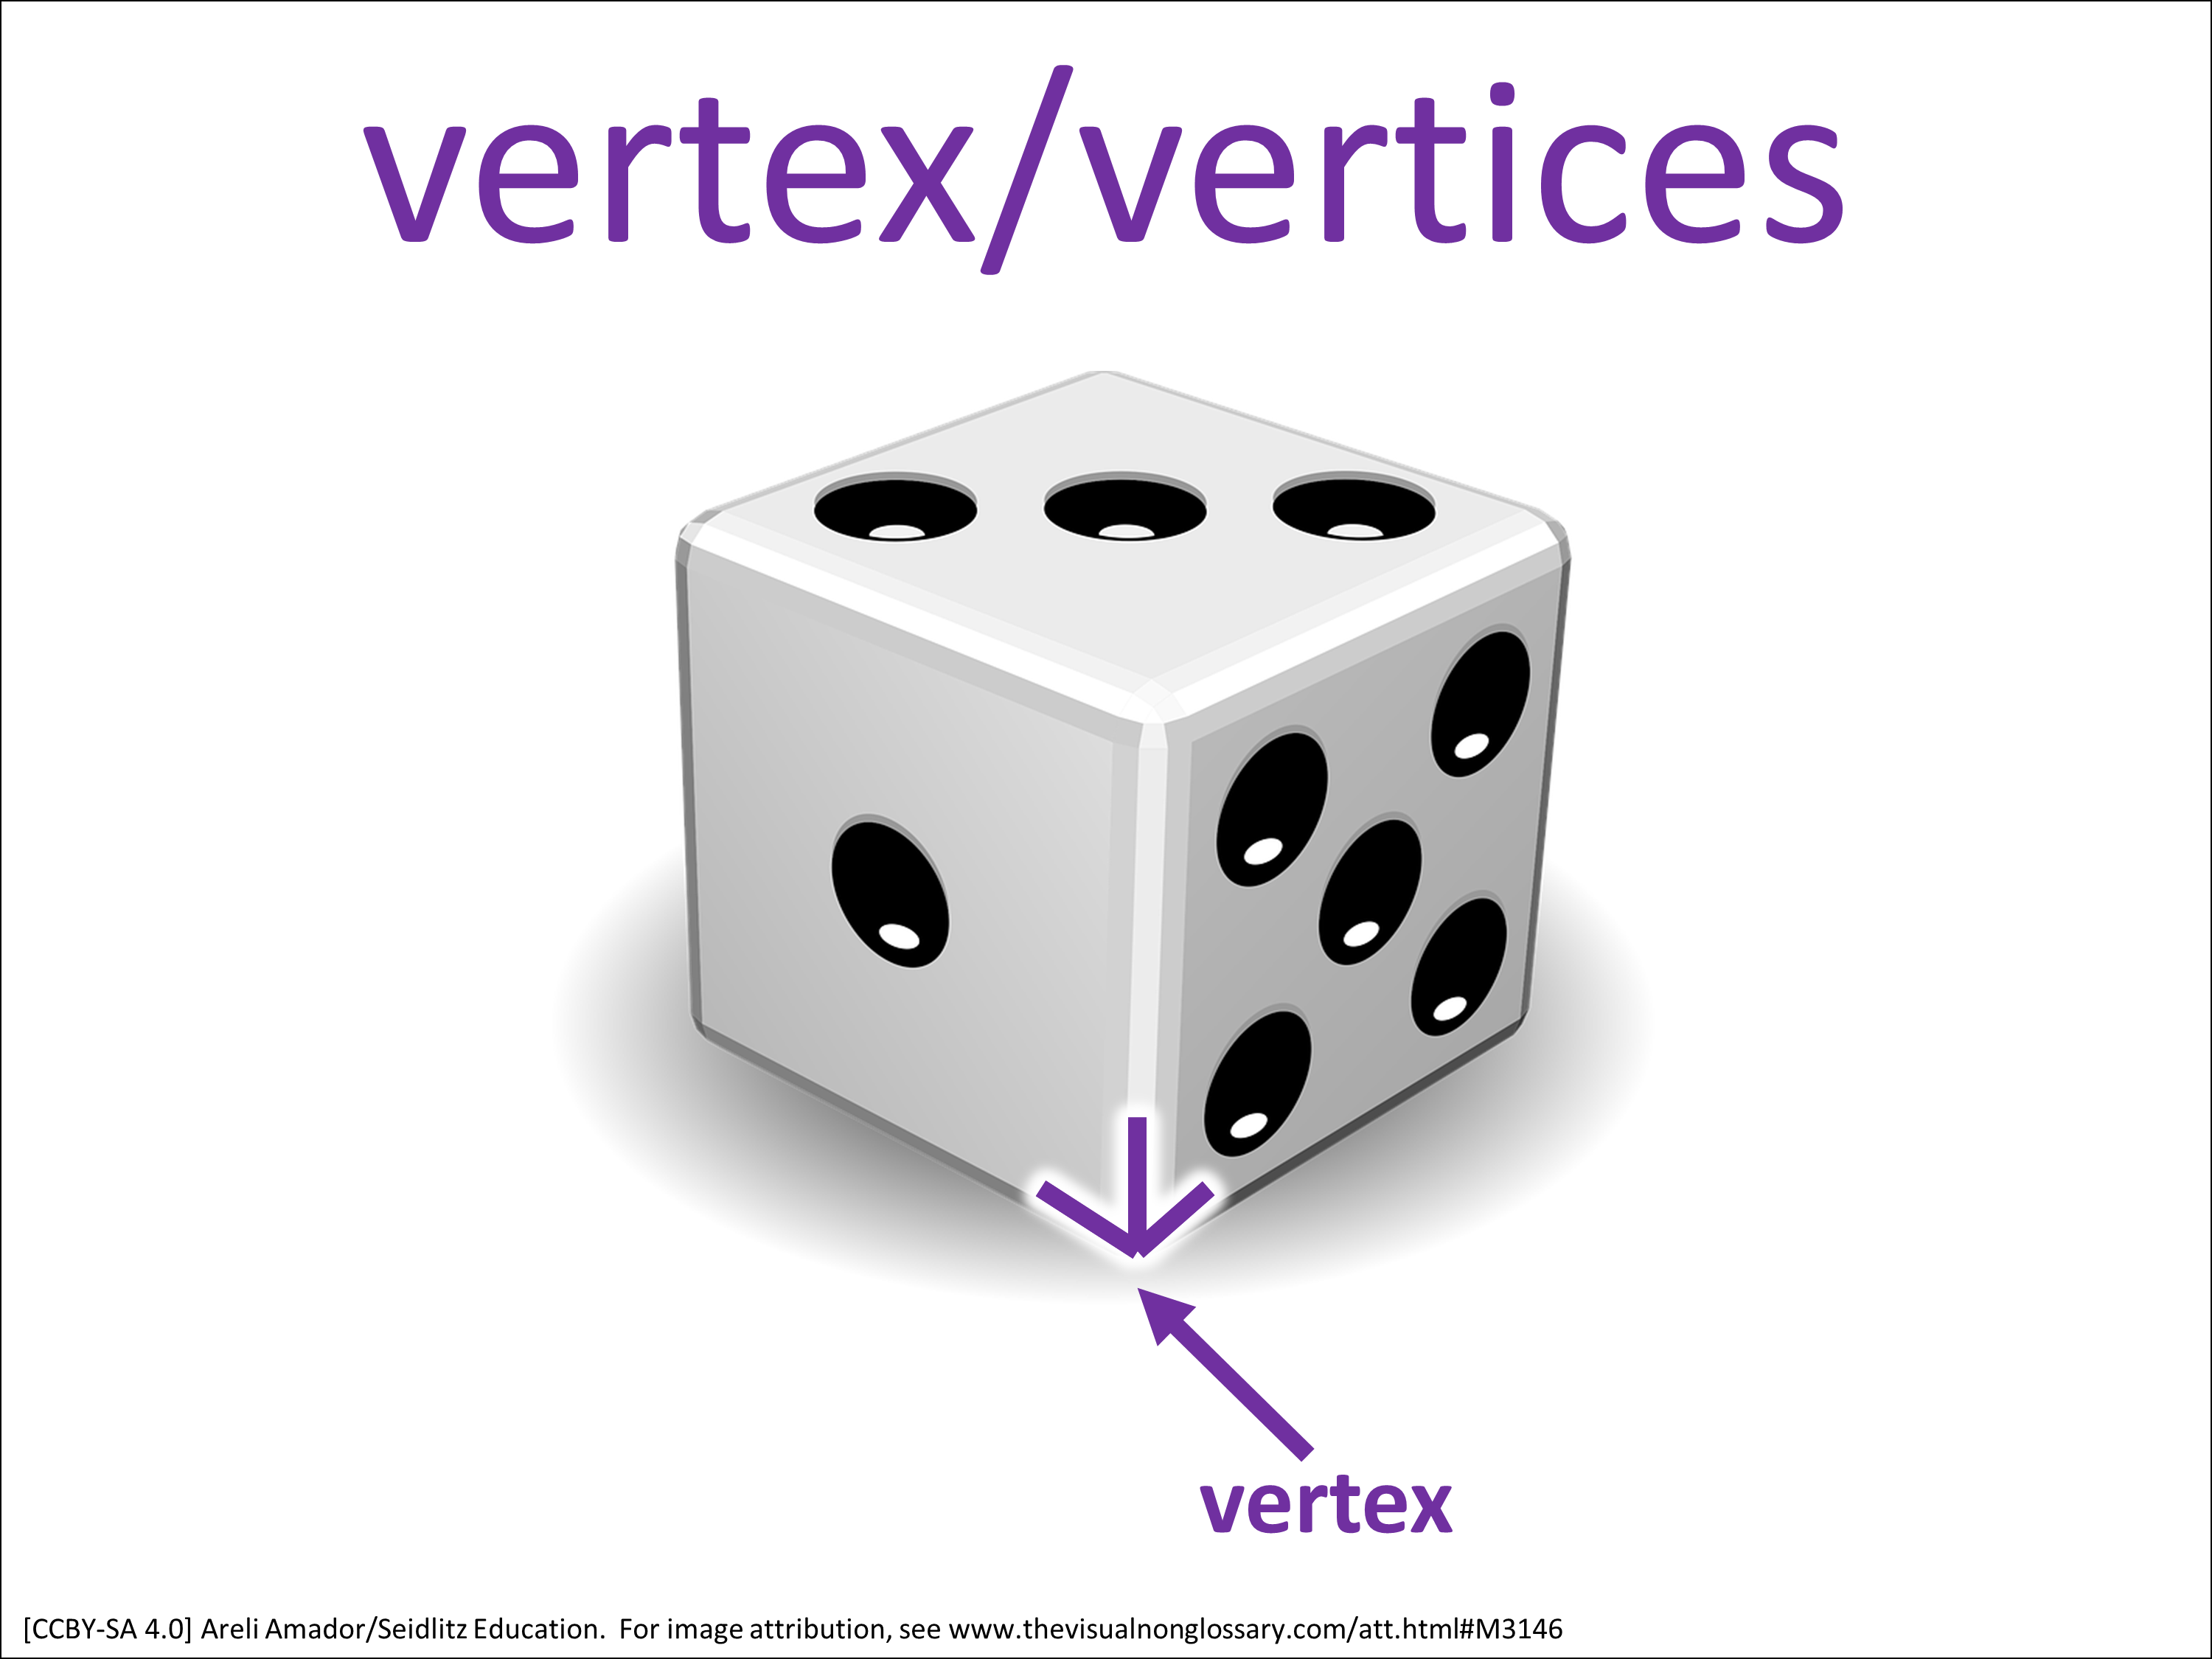 vertex/vertices
vertex
[CCBY-SA 4.0] Areli Amador/Seidlitz Education.  For image attribution, see www.thevisualnonglossary.com/att.html#M3146